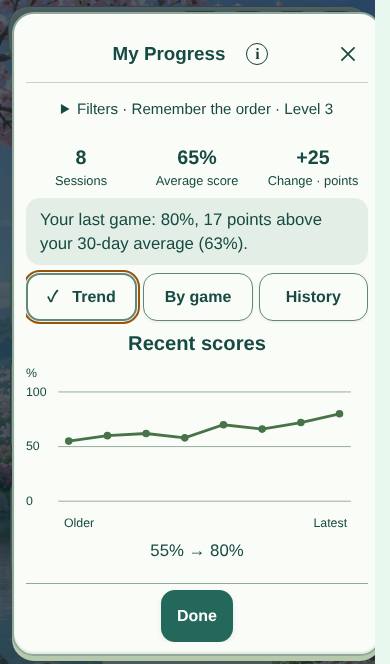 My Progress i ×
▶ Filters · Remember the order · Level 3
8 65% +25
Sessions Average score Change · points
Your last game: 80%, 17 points above
your 30-day average (63%).
✓ Trend By game History
Recent scores
%
100
50
0
Older Latest
55% → 80%
Done